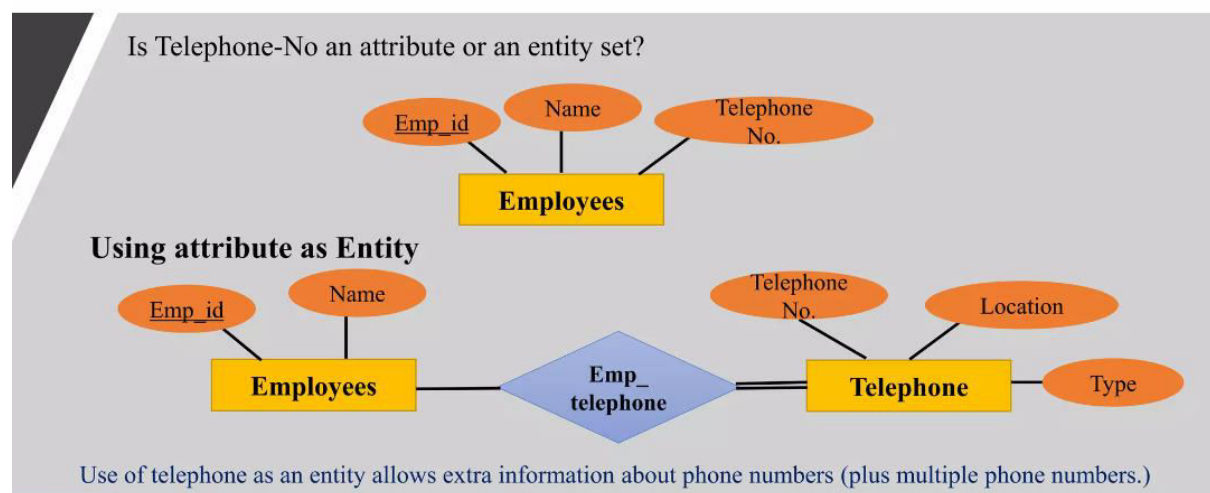 Is Telephone-No an attribute or an entity set?
Emp_id
Name
Telephone
No.
Employees
Using attribute as Entity
Emp_id
Name
Telephone
No.
Location
Employees
Emp_
telephone
Telephone
Type
Use of telephone as an entity allows extra information about phone numbers (plus multiple phone numbers.)